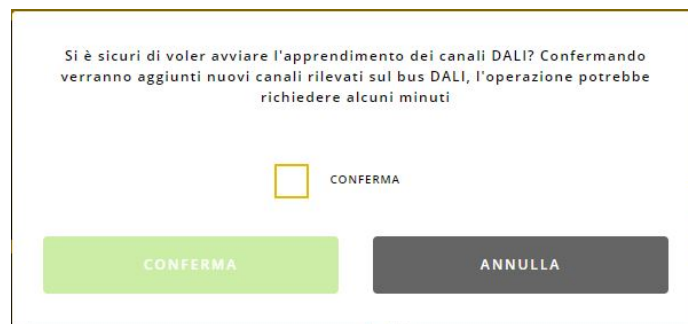 Si è sicuri di voler avviare l'apprendimento dei canali DALI? Confermando
verranno aggiunti nuovi canali rilevati sul bus DALI, l'operazione potrebbe
richiedere alcuni minuti
CONFERMA
CONFERMA
ANNULLA